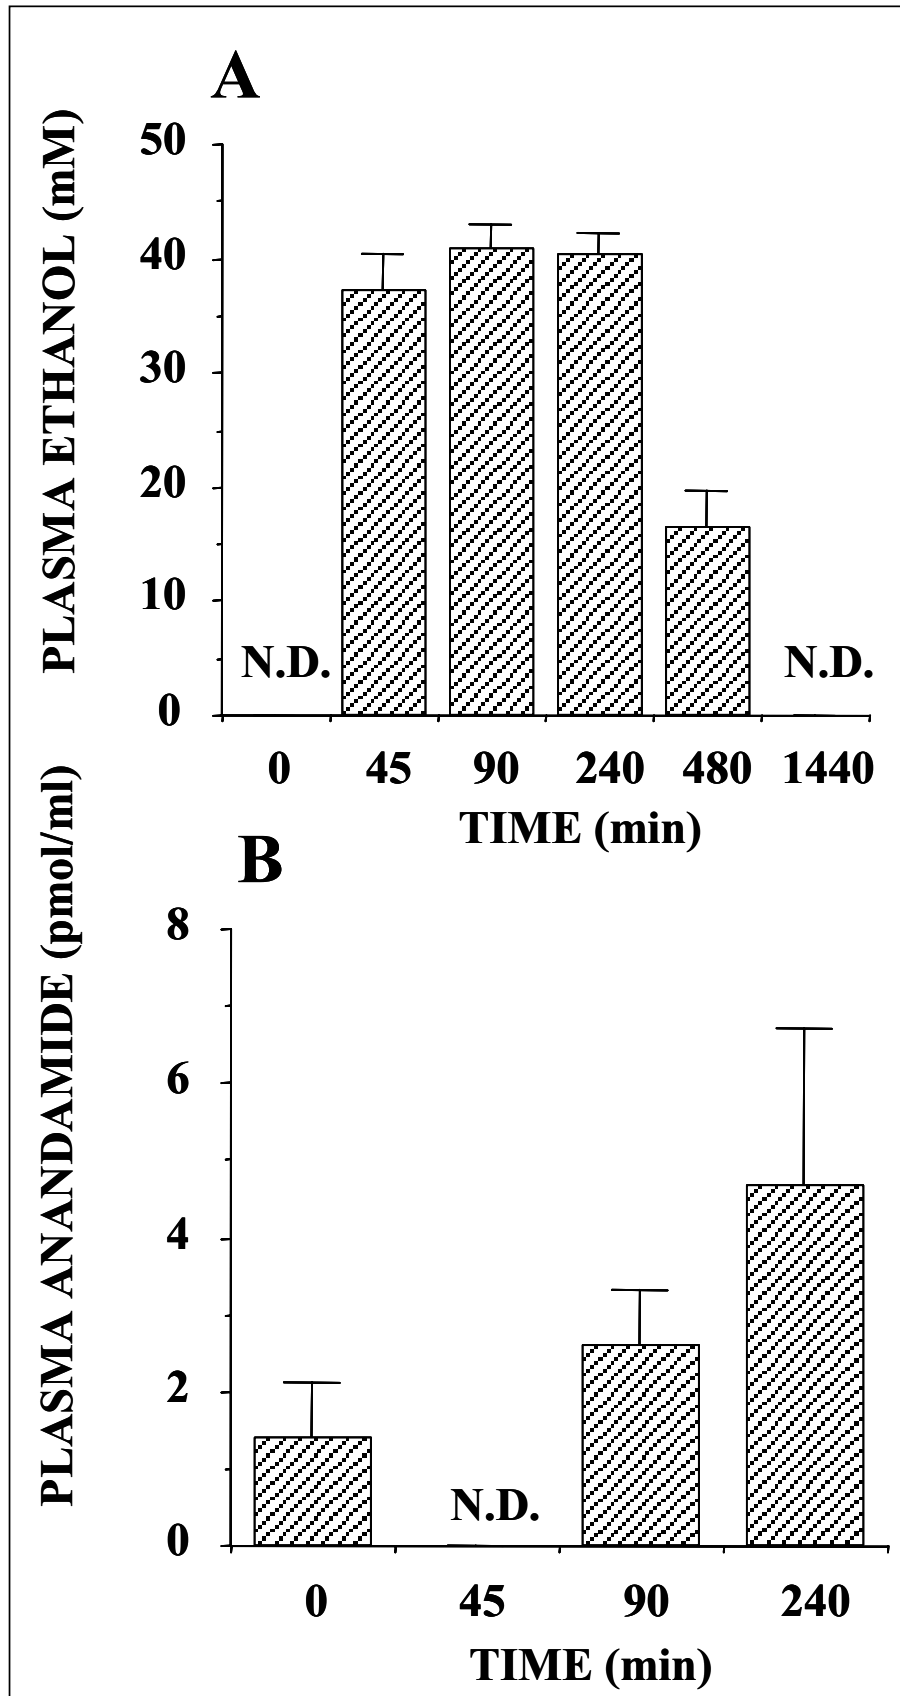 A
PLASMA ETHANOL (mM)
50
40
30
20
10
0
N.D.
N.D.
0 45 90 240 480 1440
TIME (min)
B
PLASMA ANANDAMIDE (pmol/ml)
8
6
4
2
0
N.D.
0 45 90 240
TIME (min)